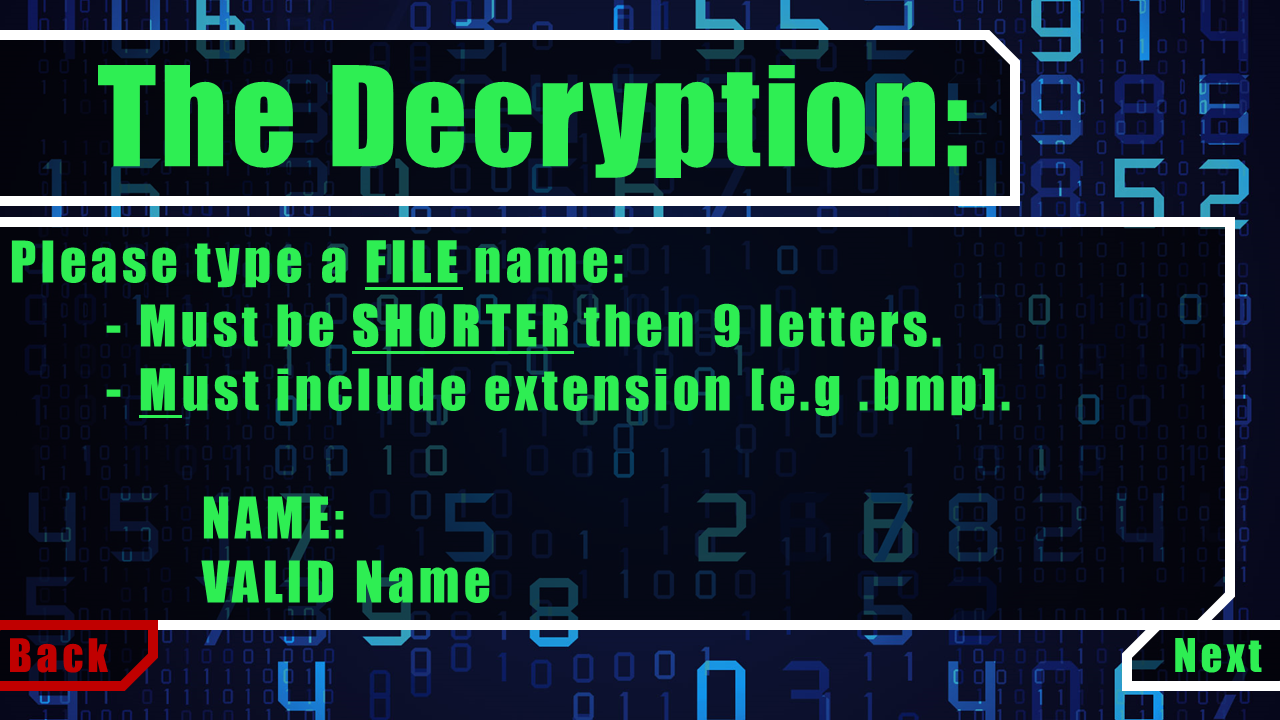 The Decryption:
Please type a FILE name:
- Must be SHORTER then 9 letters.
- Must include extension [e.g .bmp].
NAME:
VALID Name
Back
Next